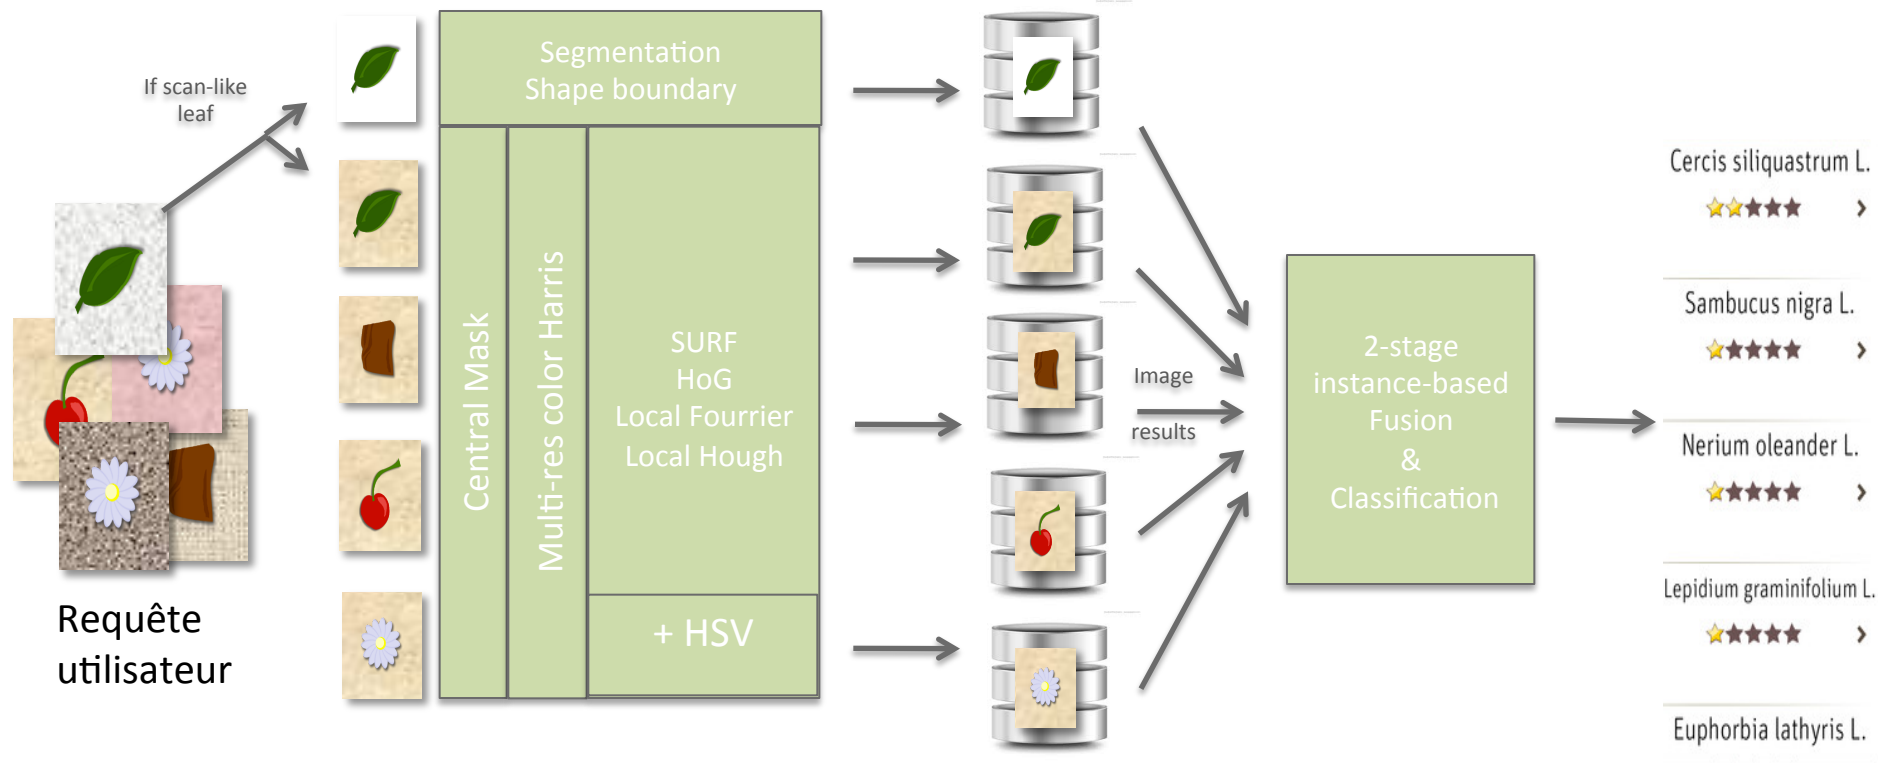 If scan-like
leaf
Requête
utilisateur
Segmentation
Shape boundary
Central Mask
Multi-res color Harris
SURF
HoG
Local Fourrier
Local Hough
+ HSV
Image
results
2-stage
instance-based
Fusion
&
Classification
Cercis siliquastrum L.
Sambucus nigra L.
Nerium oleander L.
Lepidium graminifolium L.
Euphorbia lathyris L.